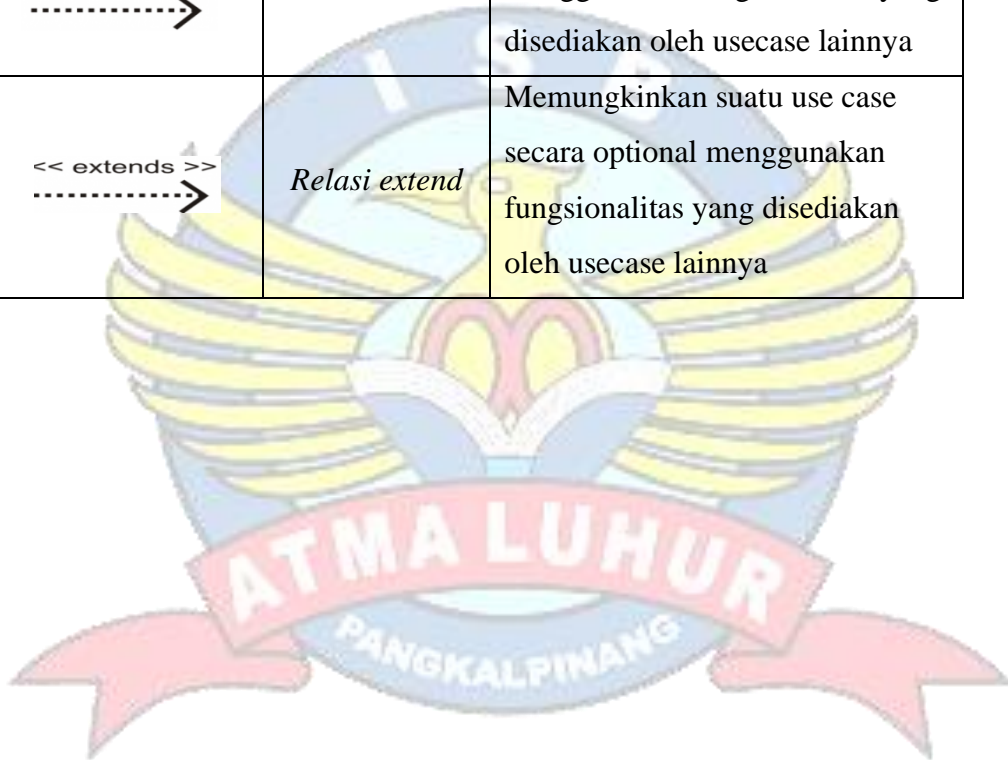 disediakan oleh usecase lainnya
<< extends >>
Relasi extend
Memungkinkan suatu use case
secara optional menggunakan
fungsionalitas yang disediakan
oleh usecase lainnya
I S B
ATMA LUHUR
PANGKALPINANG